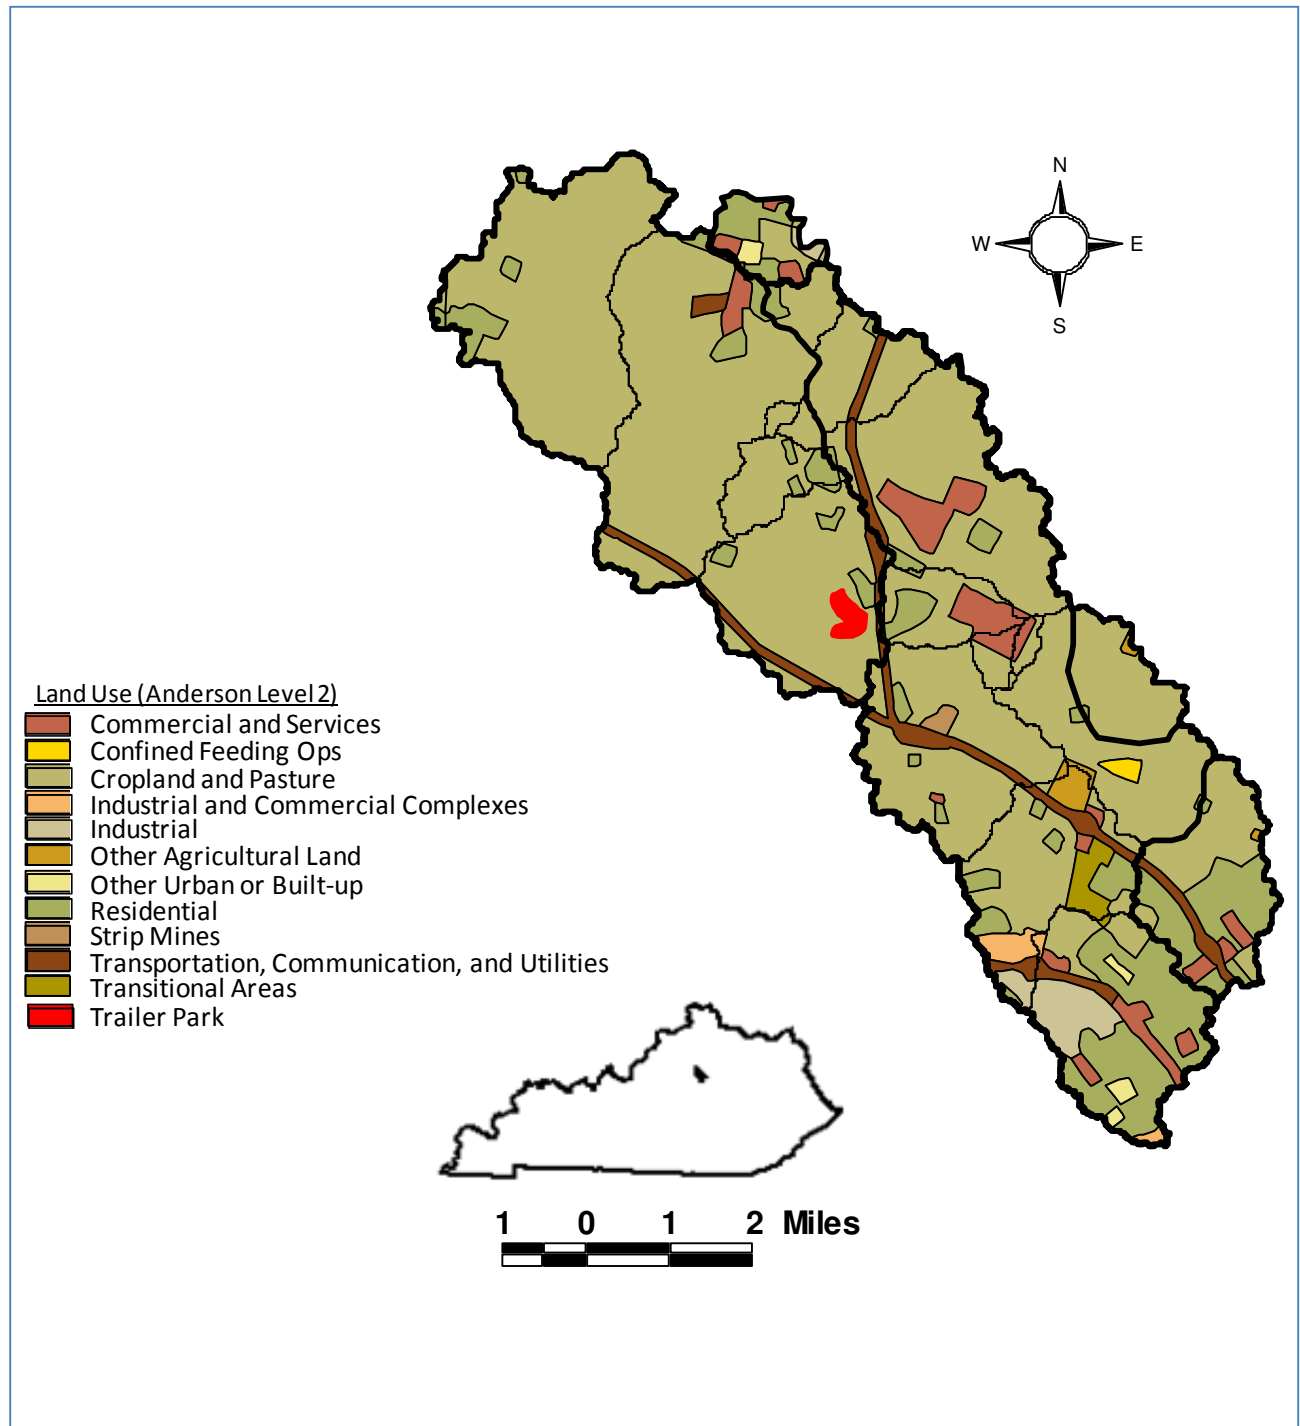 N
W E
S
Land Use (Anderson Level 2)
Commercial and Services
Confined Feeding Ops
Cropland and Pasture
Industrial and Commercial Complexes
Industrial
Other Agricultural Land
Other Urban or Built-up
Residential
Strip Mines
Transportation, Communication, and Utilities
Transitional Areas
Trailer Park
1 0 1 2 Miles